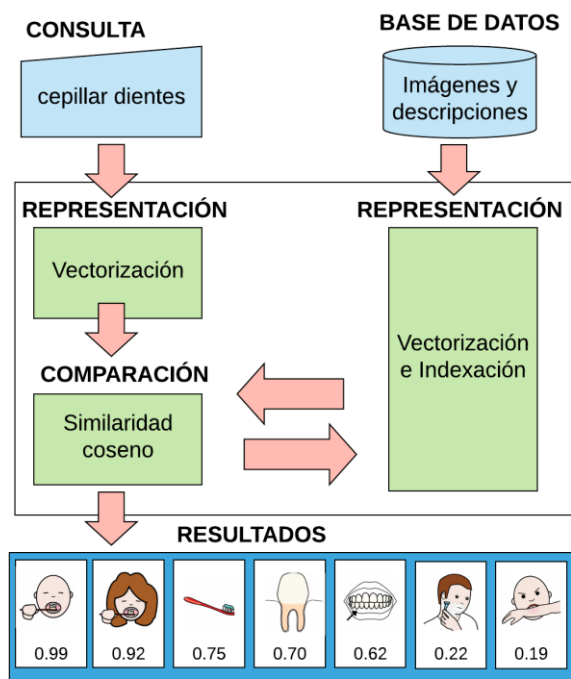 CONSULTA
cepillar dientes
BASE DE DATOS
Imágenes y
descripciones
REPRESENTACIÓN
Vectorización
COMPARACIÓN
Similaridad
coseno
REPRESENTACIÓN
Vectorización
e Indexación
RESULTADOS
0.99
0.92
0.75
0.70
0.62
0.22
0.19